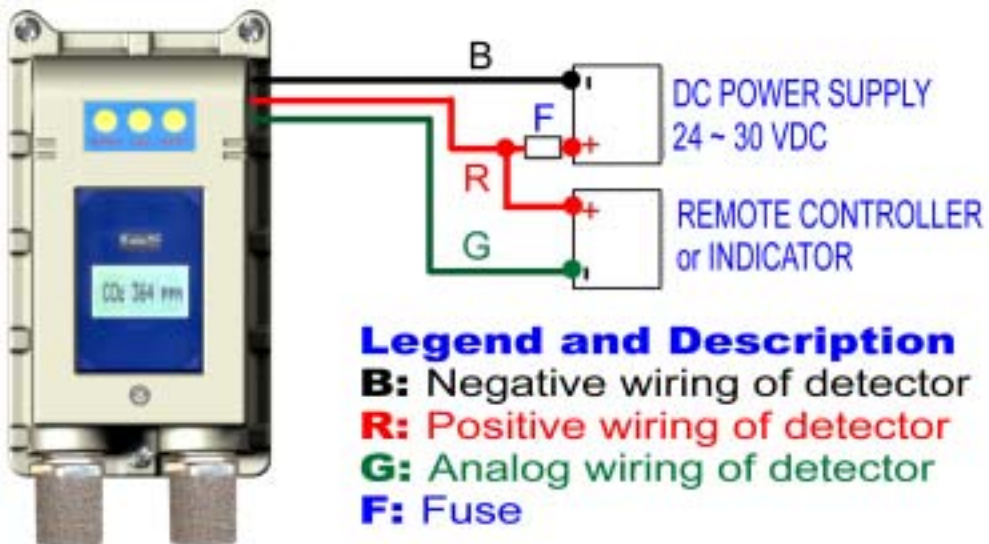 B
DC POWER SUPPLY
24 ~ 30 VDC
F
+
R
+
REMOTE CONTROLLER
or INDICATOR
G
CO2 364 PPM
Legend and Description
B: Negative wiring of detector
R: Positive wiring of detector
G: Analog wiring of detector
F: Fuse